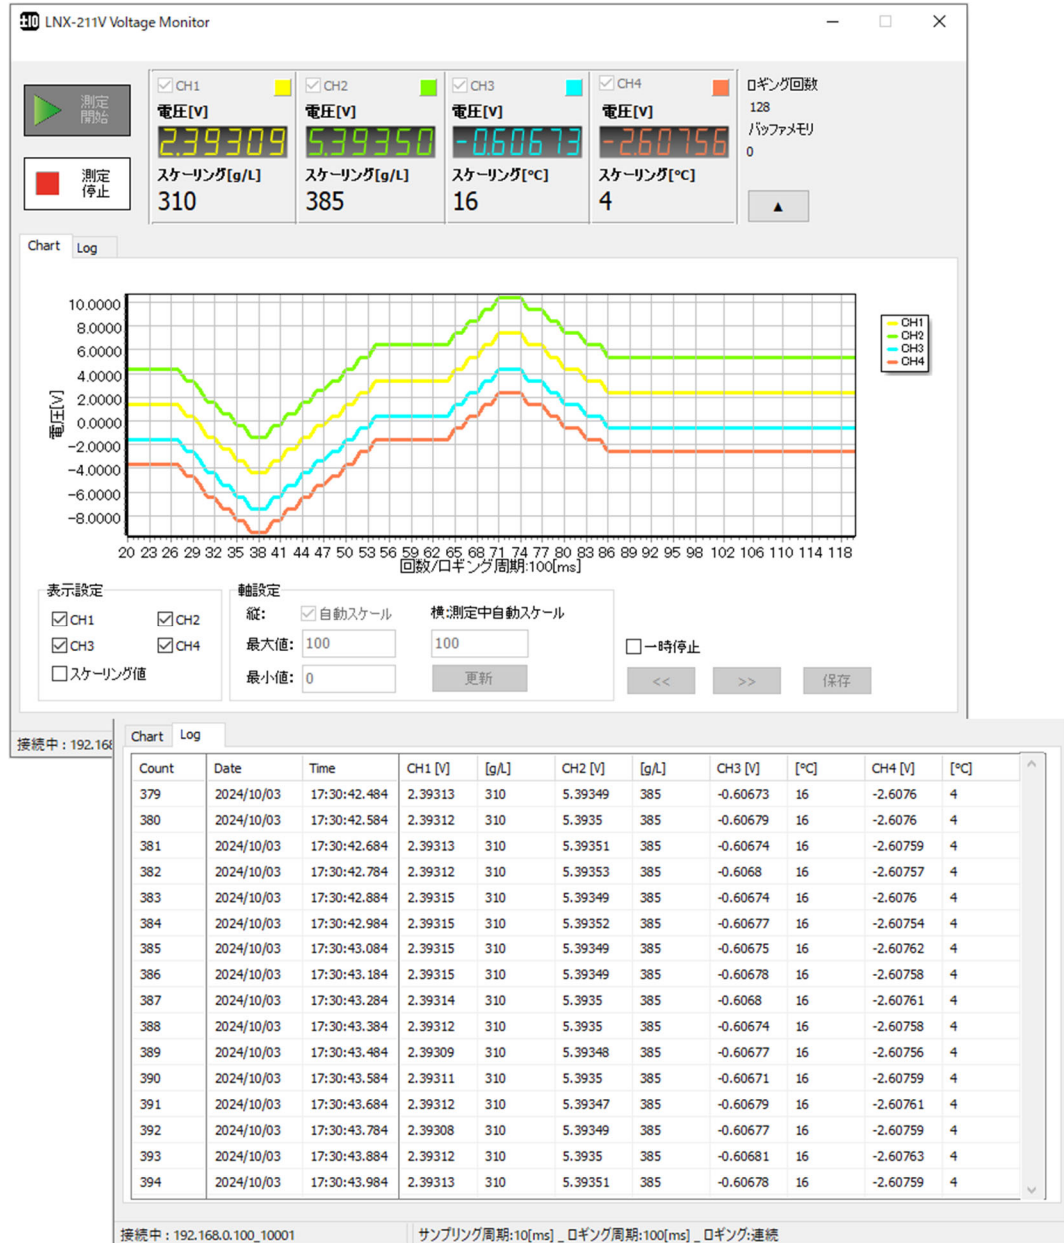 ±10 LNX-211V Voltage Monitor
測定
開始
測定
停止
CH1
電圧[V]
2.39309
スケーリング[g/L]
310
CH2
電圧[V]
5.39350
スケーリング[g/L]
385
CH3
電圧[V]
-0.60673
スケーリング[°C]
16
CH4
電圧[V]
-2.60756
スケーリング[°C]
4
ロギング回数
128
バッファメモリ
0
▲
Chart Log
電圧[V]
10.0000
8.0000
6.0000
4.0000
2.0000
0.0000
-2.0000
-4.0000
-6.0000
-8.0000
20 23 26 29 32 35 38 41 44 47 50 53 56 59 62 65 68 71 74 77 80 83 86 89 92 95 98 102 106 110 114 118
回数/ロギング周期:100[ms]
CH1
CH2
CH3
CH4
表示設定
CH1 CH2
CH3 CH4
スケーリング値
軸設定
縦: 自動スケール 横:測定中自動スケール
最大値: 100 100
最小値: 0 更新
一時停止
<< >> 保存
接続中 : 192.168
Chart Log
Count Date Time CH1 [V] [g/L] CH2 [V] [g/L] CH3 [V] [°C] CH4 [V] [°C]
379 2024/10/03 17:30:42.484 2.39313 310 5.39349 385 -0.60673 16 -2.6076 4
380 2024/10/03 17:30:42.584 2.39312 310 5.3935 385 -0.60679 16 -2.6076 4
381 2024/10/03 17:30:42.684 2.39313 310 5.39351 385 -0.60674 16 -2.60759 4
382 2024/10/03 17:30:42.784 2.39312 310 5.39353 385 -0.6068 16 -2.60757 4
383 2024/10/03 17:30:42.884 2.39315 310 5.39349 385 -0.60674 16 -2.6076 4
384 2024/10/03 17:30:42.984 2.39315 310 5.39352 385 -0.60677 16 -2.60754 4
385 2024/10/03 17:30:43.084 2.39315 310 5.39349 385 -0.60675 16 -2.60762 4
386 2024/10/03 17:30:43.184 2.39315 310 5.39349 385 -0.60678 16 -2.60758 4
387 2024/10/03 17:30:43.284 2.39314 310 5.3935 385 -0.6068 16 -2.60761 4
388 2024/10/03 17:30:43.384 2.39312 310 5.3935 385 -0.60674 16 -2.60758 4
389 2024/10/03 17:30:43.484 2.39309 310 5.39348 385 -0.60677 16 -2.60756 4
390 2024/10/03 17:30:43.584 2.39311 310 5.3935 385 -0.60671 16 -2.60759 4
391 2024/10/03 17:30:43.684 2.39312 310 5.39347 385 -0.60679 16 -2.60761 4
392 2024/10/03 17:30:43.784 2.39308 310 5.39349 385 -0.60677 16 -2.60759 4
393 2024/10/03 17:30:43.884 2.39312 310 5.3935 385 -0.60681 16 -2.60763 4
394 2024/10/03 17:30:43.984 2.39313 310 5.39351 385 -0.60678 16 -2.60759 4
接続中 : 192.168.0.100_10001 サンプリング周期:10[ms] _ ロギング周期:100[ms] _ ロギング:連続